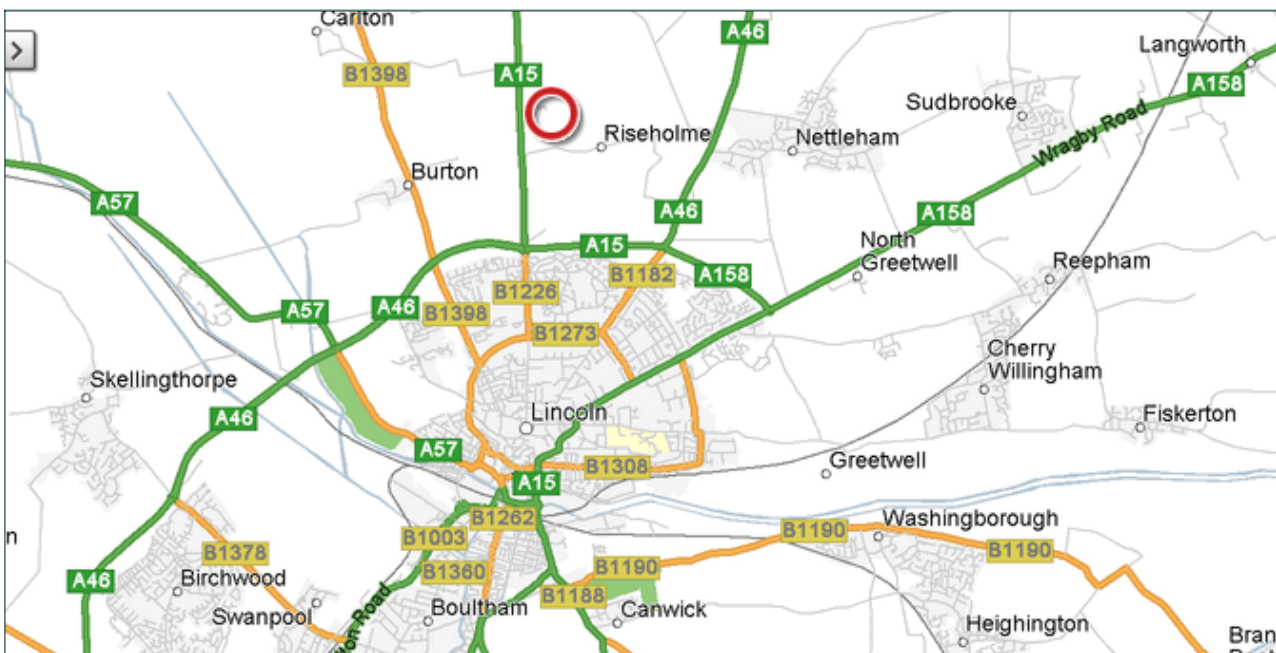 Carlton
A46
>
B1398
A15
Langworth
A158
Sudbrooke
Riseholme
Nettleham
Wragby Road
Burton
A57
A46
A158
A15
North
Greetwell
Reepham
B1182
A158
B1226
A46
A57
B1398
B1273
Cherry
Willingham
Skellingthorpe
A46
Lincoln
Fiskerton
A57
Greetwell
B1308
A15
B1262
Washingborough
B1190
B1003
n
B1378
B1190
B1360
B1190
A46
Birchwood
B1188
Swanpool
Boultham
Canwick
Road
Heighington
Bran